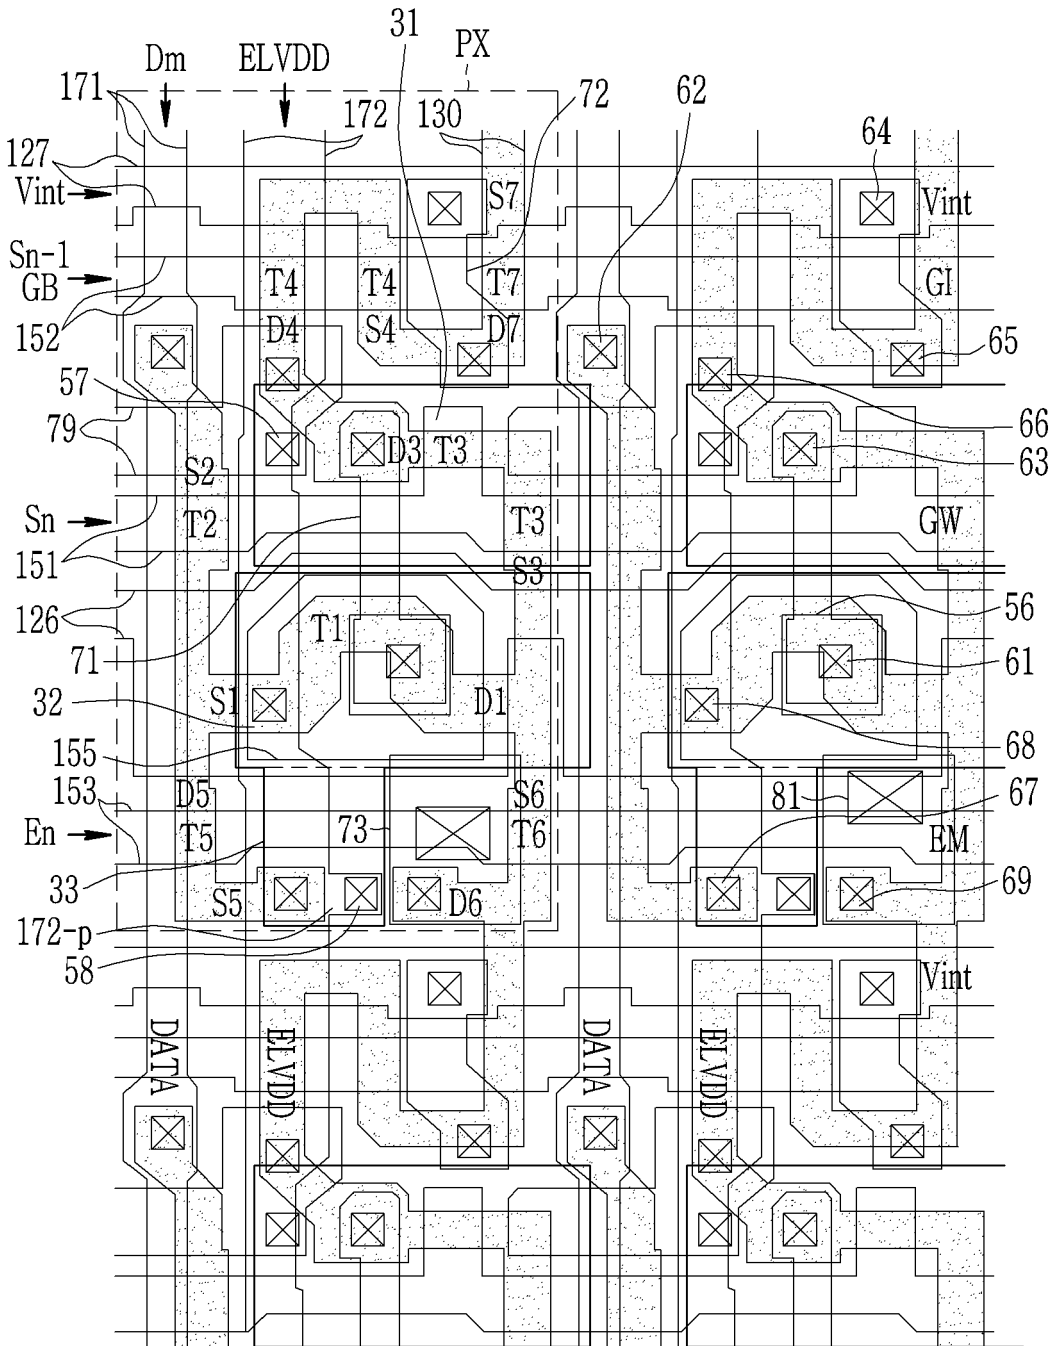 31
PX
Dm
ELVDD
62
171
172
130
72
64
127
Vint
S7
Vint
Sn-1
GB
T4
T4
T7
GI
152
D4
S4
D7
65
57
66
79
D3
T3
63
S2
Sn
T2
T3
GW
151
S3
126
T1
56
71
S1
D1
61
32
155
68
153
D5
S6
81
67
En
T5
73
T6
EM
33
S5
D6
69
172-p
58
Vint
DATA
ELVDD
DATA
ELVDD